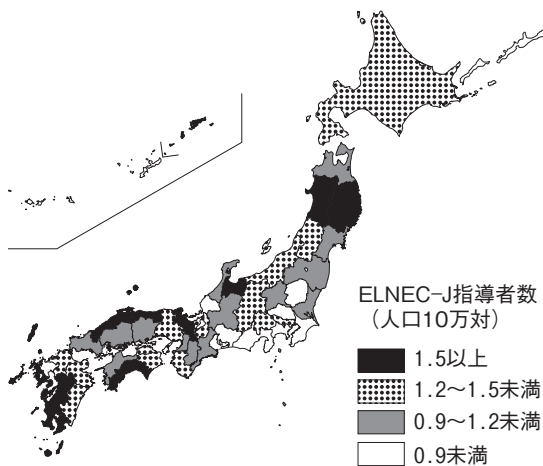 ELNEC-J指導者数
（人口10万対）
1.5以上
1.2〜1.5未満
0.9〜1.2未満
0.9未満